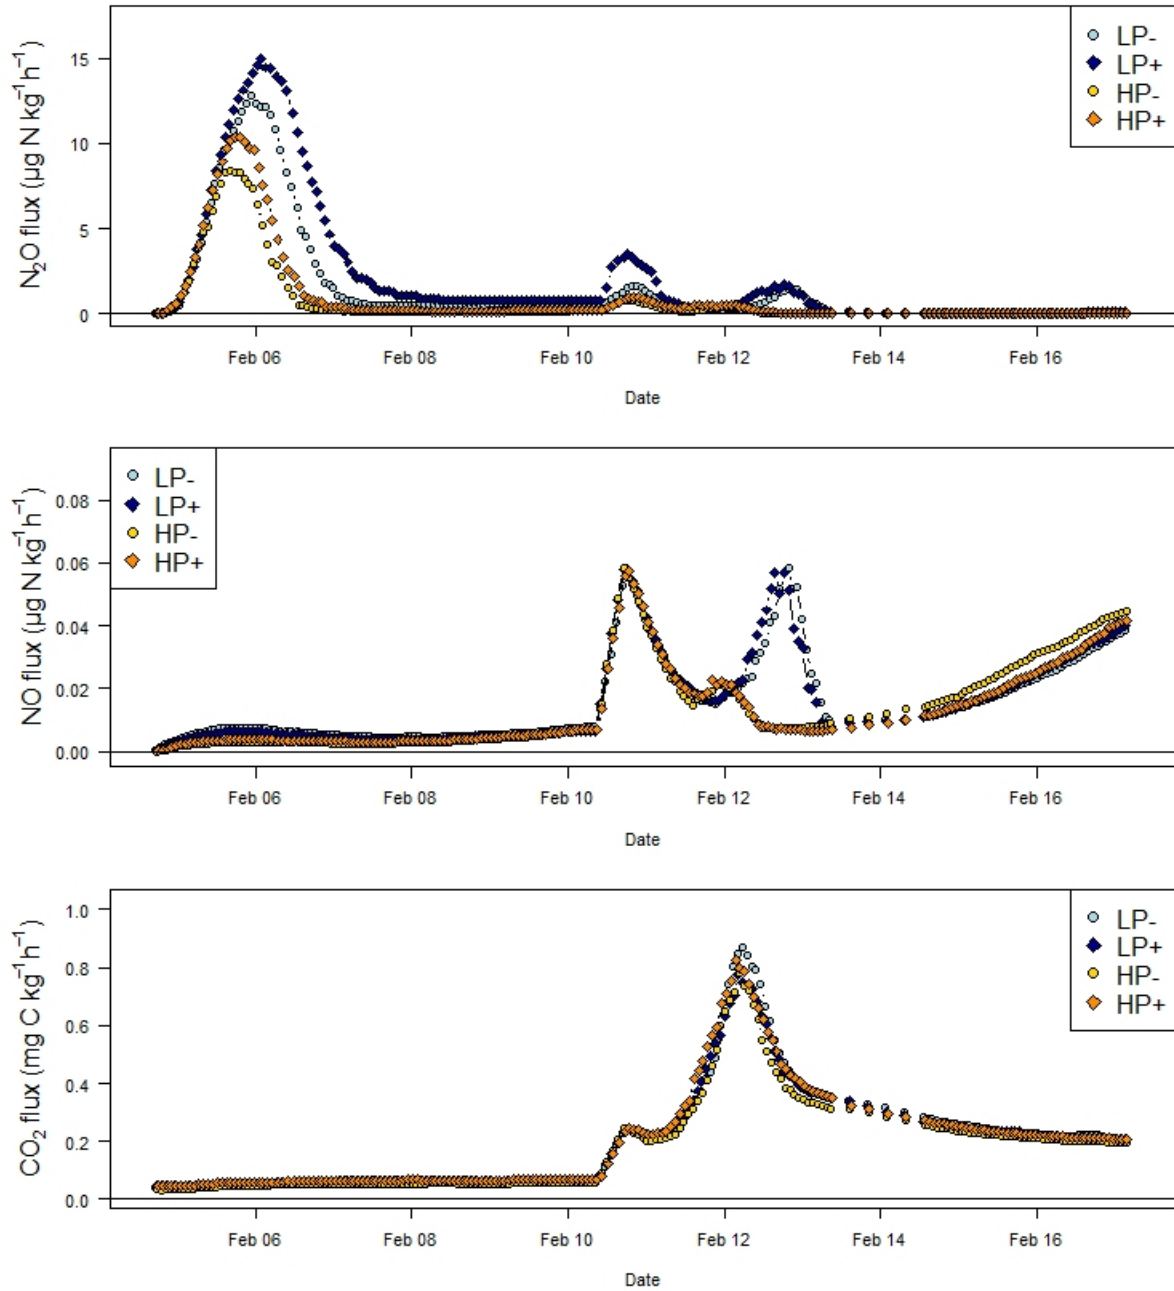 N₂O flux (µg N kg⁻¹h⁻¹)
15
10
5
0
LP-
LP+
HP-
HP+
Feb 06
Feb 08
Feb 10
Feb 12
Feb 14
Feb 16
Date
NO flux (µg N kg⁻¹h⁻¹)
0.08
0.06
0.04
0.02
0.00
LP-
LP+
HP-
HP+
Feb 06
Feb 08
Feb 10
Feb 12
Feb 14
Feb 16
Date
CO₂ flux (mg C kg⁻¹h⁻¹)
1.0
0.8
0.6
0.4
0.2
0.0
LP-
LP+
HP-
HP+
Feb 06
Feb 08
Feb 10
Feb 12
Feb 14
Feb 16
Date